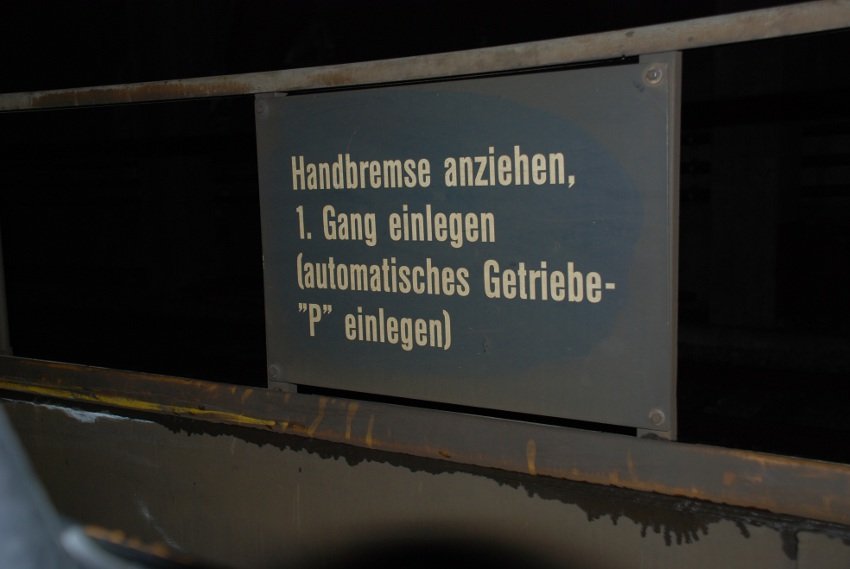 Handbremse anziehen,
1. Gang einlegen
(automatisches Getriebe-
”P” einlegen)